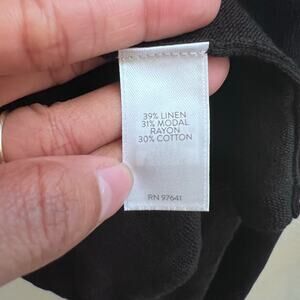 39% LINEN
31% MODAL
RAYON
30% COTTON
RN 97641